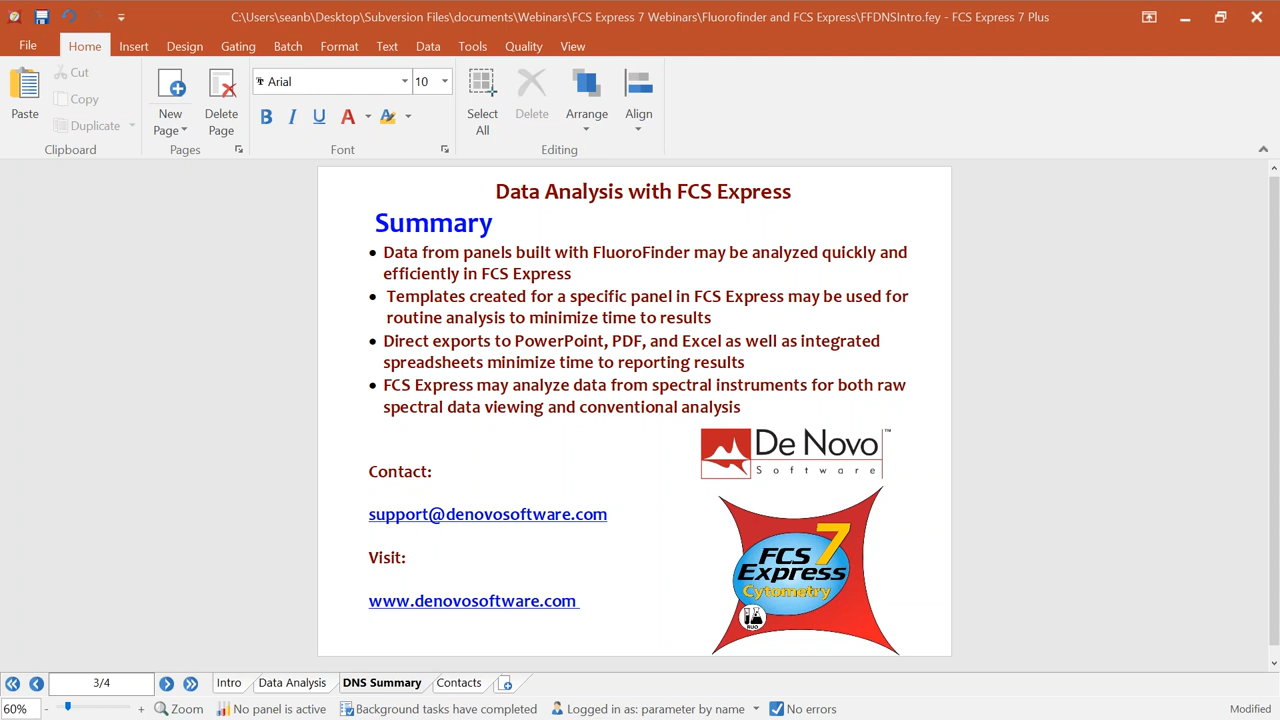 C:\Users\seanb\Desktop\Subversion Files\documents\Webinars\FCS Express 7 Webinars\Fluorofinder and FCS Express\FFDNSIntro.fey - FCS Express 7 Plus
File Home Insert Design Gating Batch Format Text Data Tools Quality View
Paste
Cut
Copy
Duplicate
Clipboard
New Page
Delete Page
Pages
Arial 10
B I U A
Font
Select All
Delete
Arrange
Align
Editing
Data Analysis with FCS Express
Summary
• Data from panels built with FluoroFinder may be analyzed quickly and
efficiently in FCS Express
• Templates created for a specific panel in FCS Express may be used for
routine analysis to minimize time to results
• Direct exports to PowerPoint, PDF, and Excel as well as integrated
spreadsheets minimize time to reporting results
• FCS Express may analyze data from spectral instruments for both raw
spectral data viewing and conventional analysis
De Novo™
Software
Contact:
support@denovosoftware.com
Visit:
www.denovosoftware.com
FCS 7
Express
Cytometry
RUO
3/4 Intro Data Analysis DNS Summary Contacts
60% - + Zoom No panel is active Background tasks have completed Logged in as: parameter by name No errors Modified